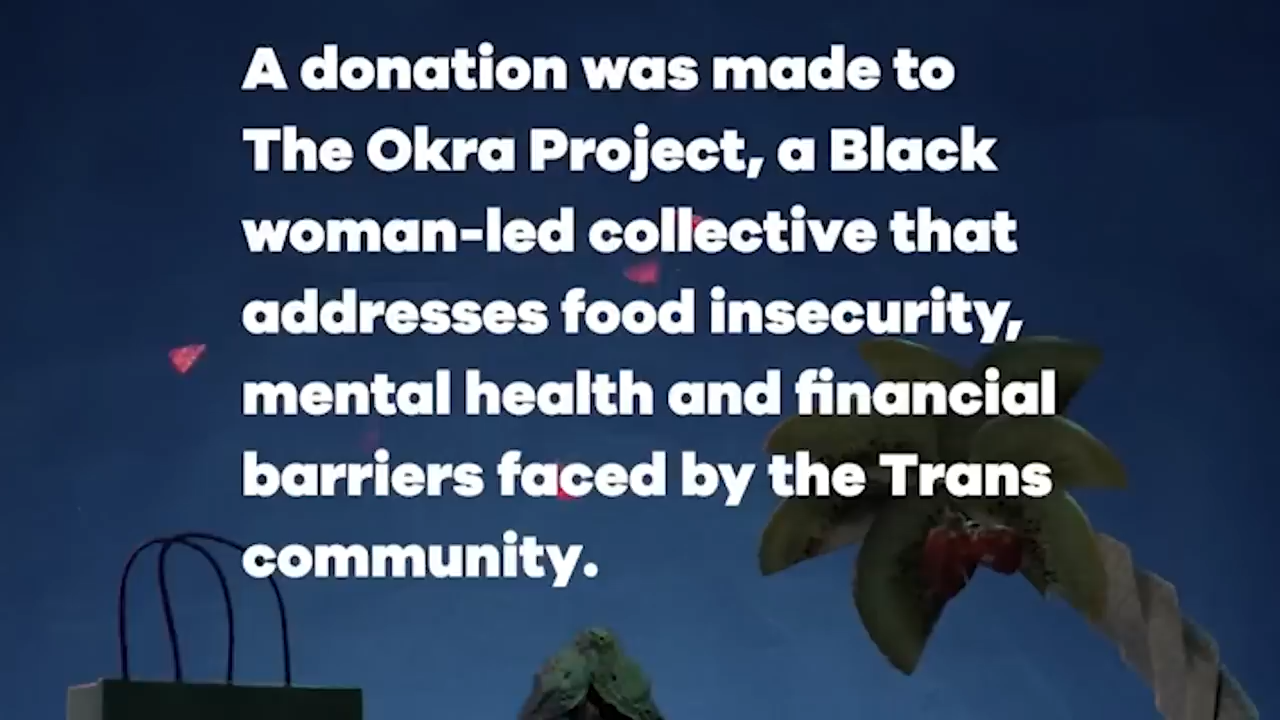 A donation was made to
The Okra Project, a Black
woman-led collective that
addresses food insecurity,
mental health and financial
barriers faced by the Trans
community.